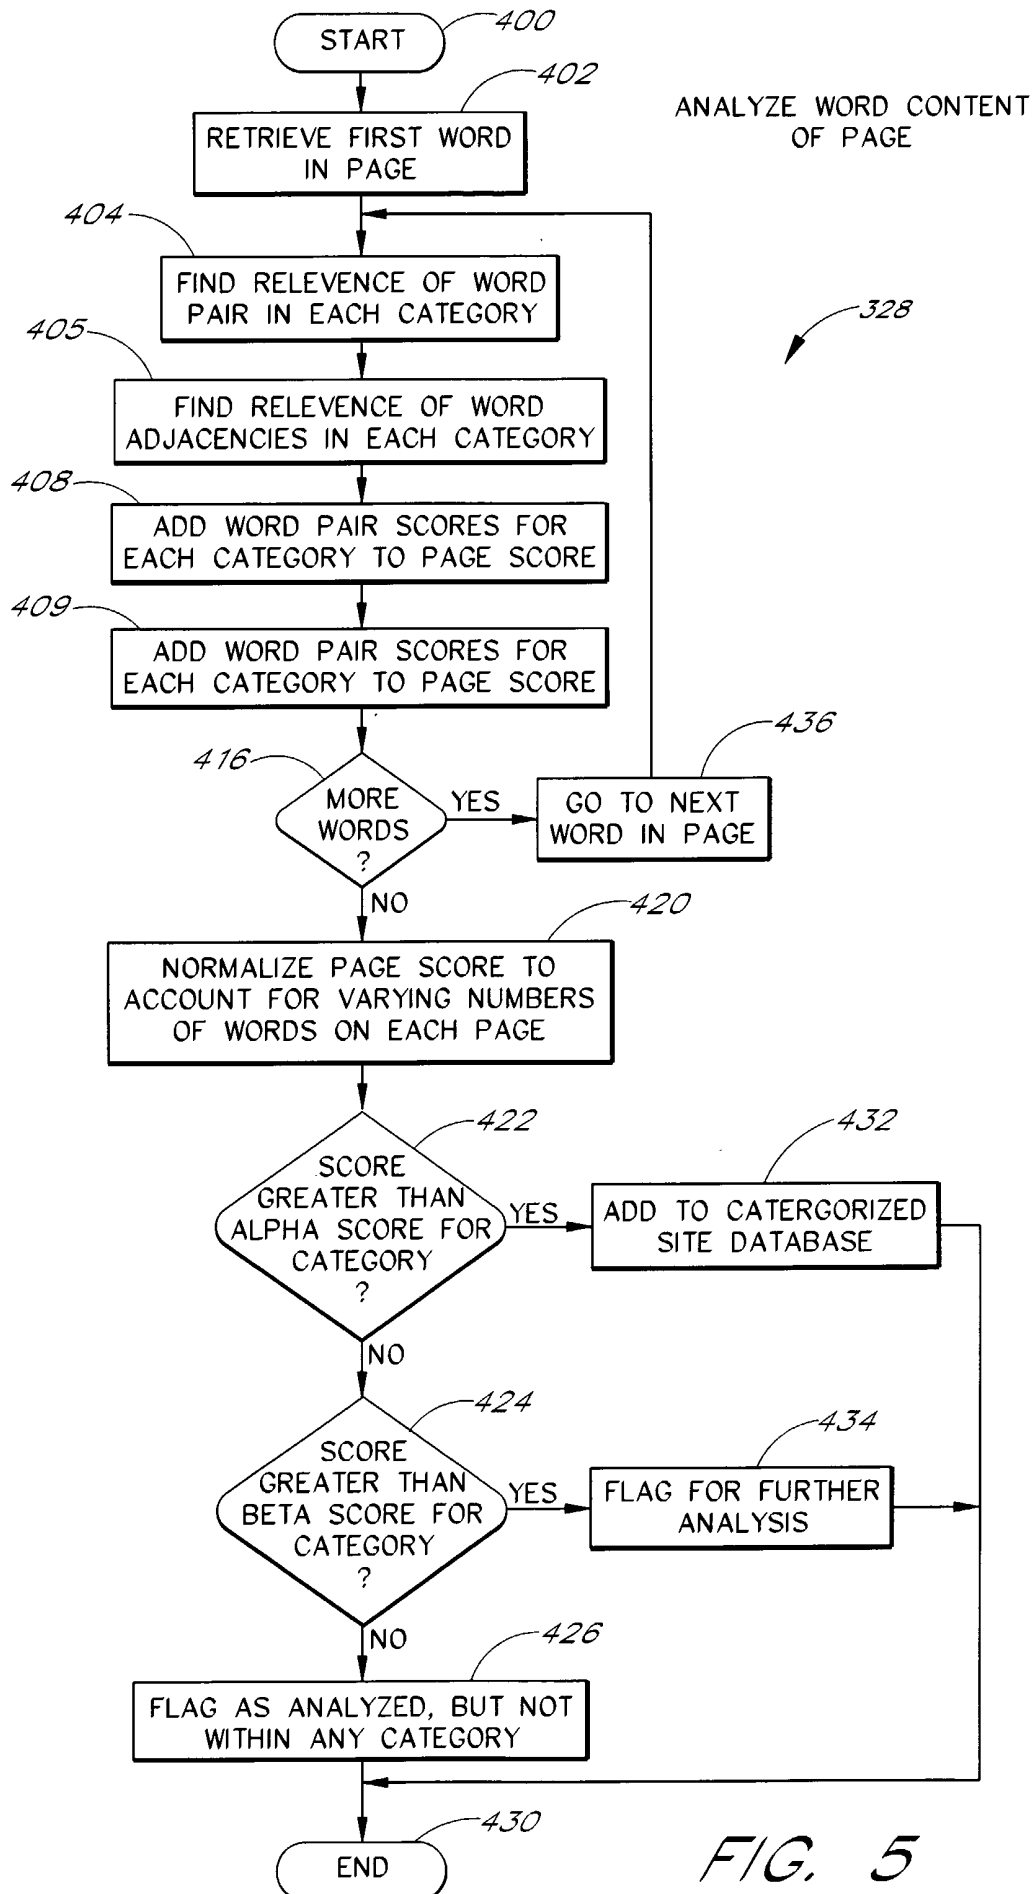 400
START
402
ANALYZE WORD CONTENT
OF PAGE
RETRIEVE FIRST WORD
IN PAGE
404
FIND RELEVENCE OF WORD
PAIR IN EACH CATEGORY
328
405
FIND RELEVENCE OF WORD
ADJACENCIES IN EACH CATEGORY
408
ADD WORD PAIR SCORES FOR
EACH CATEGORY TO PAGE SCORE
409
ADD WORD PAIR SCORES FOR
EACH CATEGORY TO PAGE SCORE
416
MORE
WORDS
?
YES
436
GO TO NEXT
WORD IN PAGE
NO
420
NORMALIZE PAGE SCORE TO
ACCOUNT FOR VARYING NUMBERS
OF WORDS ON EACH PAGE
422
SCORE
GREATER THAN
ALPHA SCORE FOR
CATEGORY
?
YES
432
ADD TO CATERGORIZED
SITE DATABASE
NO
424
SCORE
GREATER THAN
BETA SCORE FOR
CATEGORY
?
YES
434
FLAG FOR FURTHER
ANALYSIS
NO
426
FLAG AS ANALYZED, BUT NOT
WITHIN ANY CATEGORY
430
END
FIG. 5